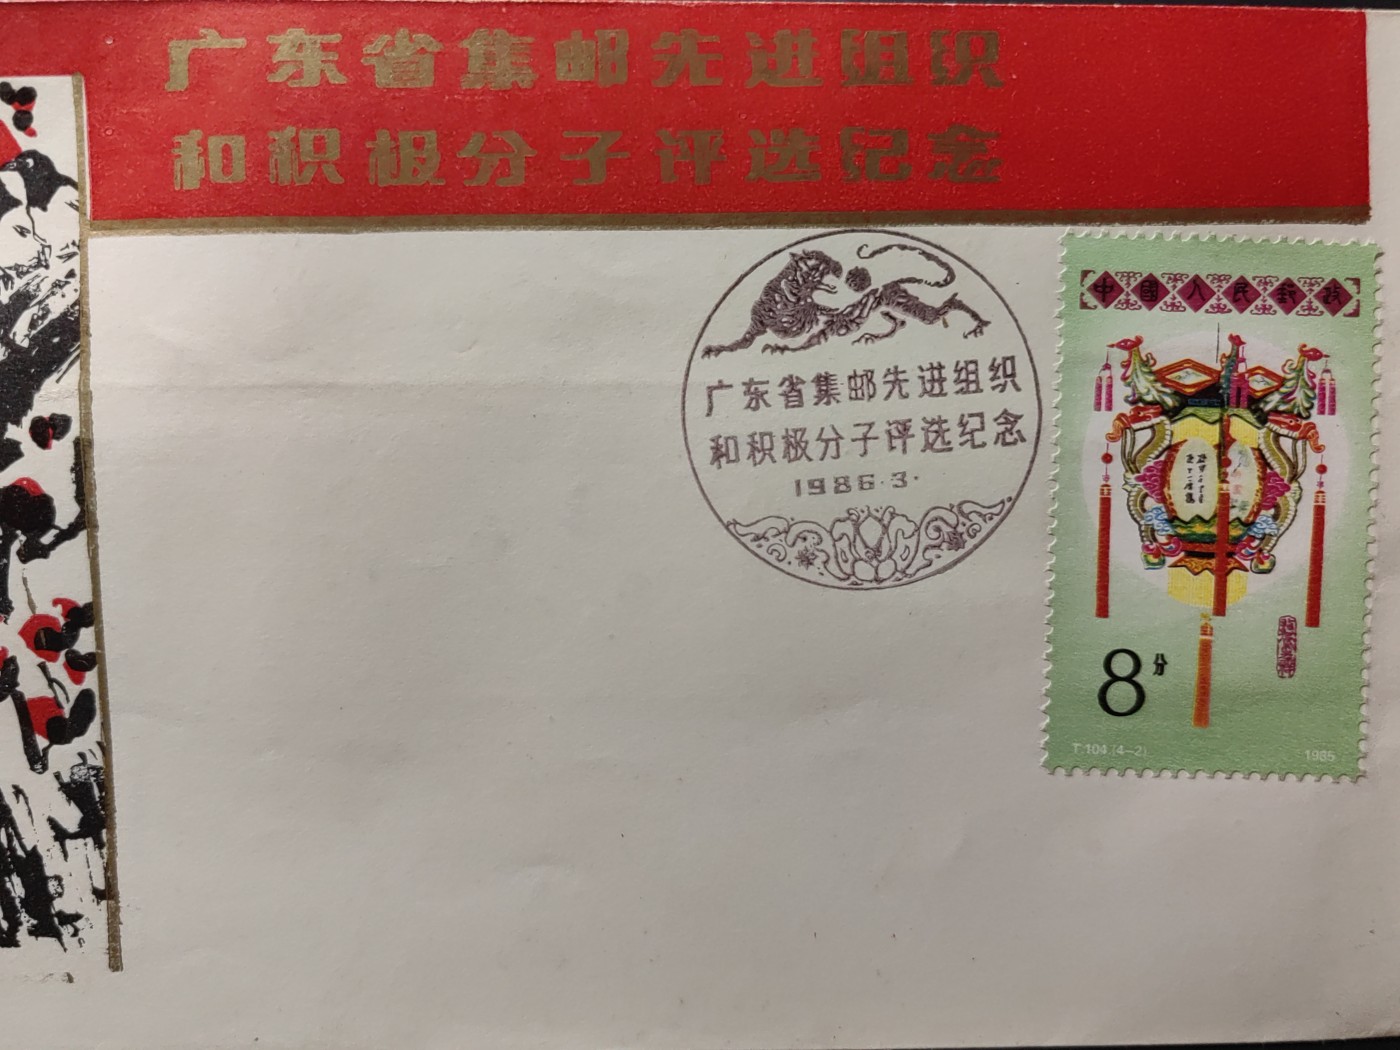 广东省集邮先进组织
和积极分子评选纪念
广东省集邮先进组织
和积极分子评选纪念
1986·3·
中國人民邮政
8分
T.104.(4-2)
1985